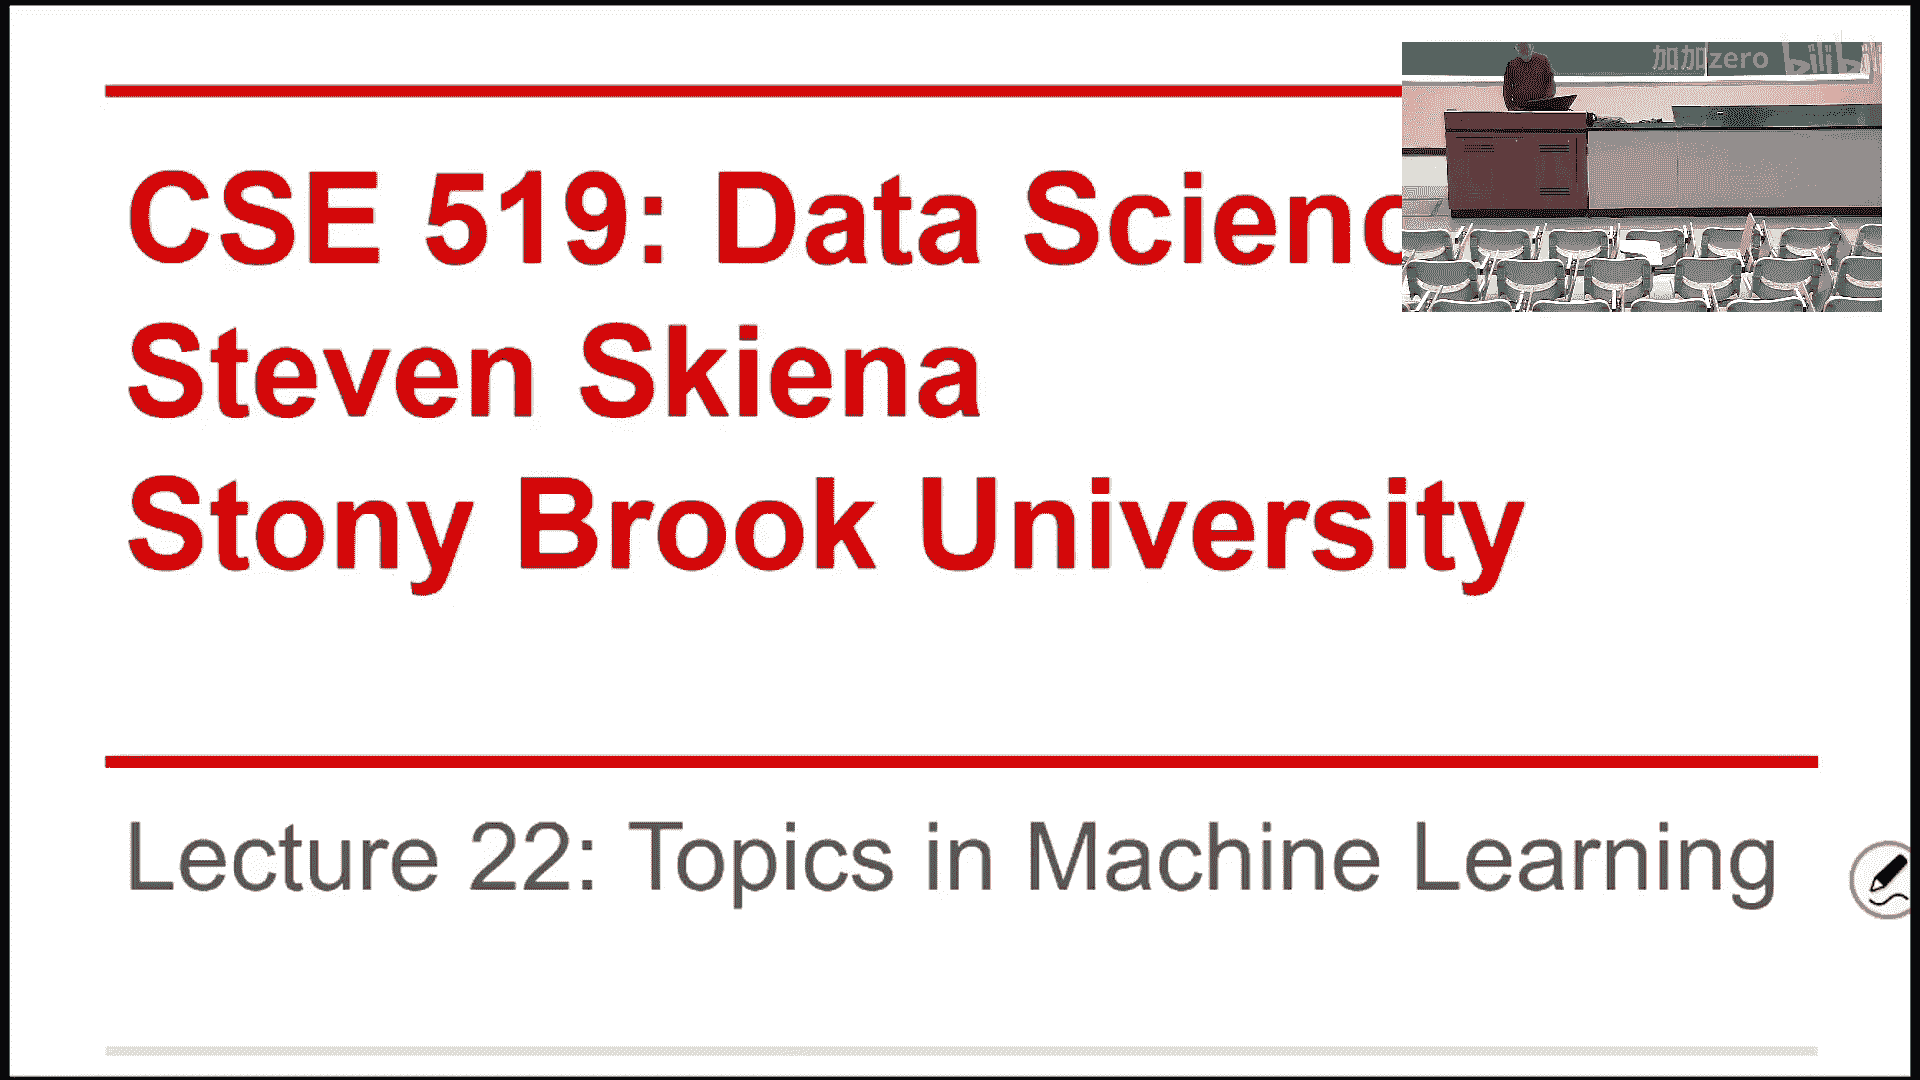 CSE 519: Data Scienc
Steven Skiena
Stony Brook University
Lecture 22: Topics in Machine Learning
加加zero bilibili